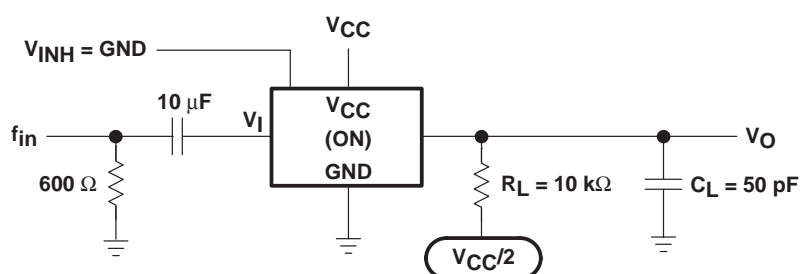 V_CC
V_INH = GND
10 μF
f_in
V_I
V_CC
(ON)
GND
V_O
600 Ω
R_L = 10 kΩ
C_L = 50 pF
V_CC/2